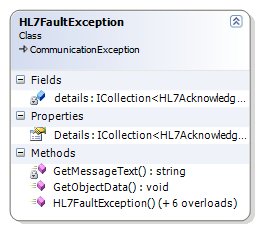 HL7FaultException
Class
CommunicationException
Fields
details : ICollection<HL7Acknowledg...
Properties
Details : ICollection<HL7Acknowledg...
Methods
GetMessageText() : string
GetObjectData() : void
HL7FaultException() (+ 6 overloads)